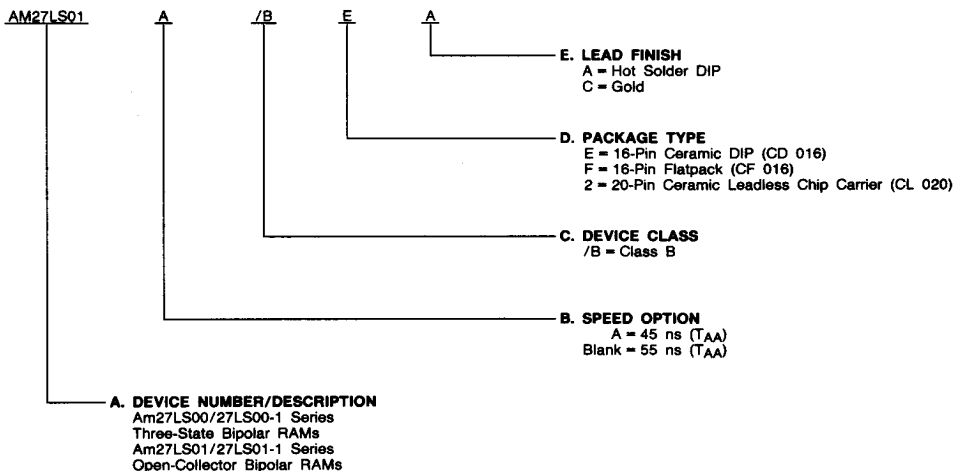 AM27LS01 A /B E A
E. LEAD FINISH
A = Hot Solder DIP
C = Gold
D. PACKAGE TYPE
E = 16-Pin Ceramic DIP (CD 016)
F = 16-Pin Flatpack (CF 016)
2 = 20-Pin Ceramic Leadless Chip Carrier (CL 020)
C. DEVICE CLASS
/B = Class B
B. SPEED OPTION
A = 45 ns (TAA)
Blank = 55 ns (TAA)
A. DEVICE NUMBER/DESCRIPTION
Am27LS00/27LS00-1 Series
Three-State Bipolar RAMs
Am27LS01/27LS01-1 Series
Open-Collector Bipolar RAMs